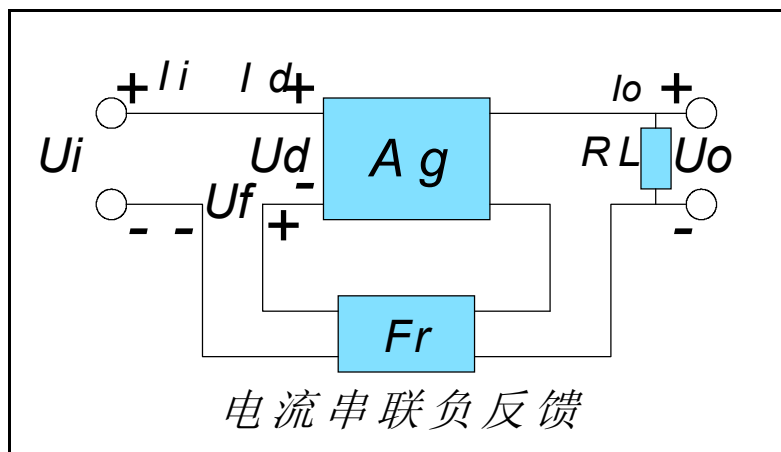 + Ii Id + Io +
Ui Ud Ag RL Uo
-
- - Uf + -
Fr
电流串联负反馈